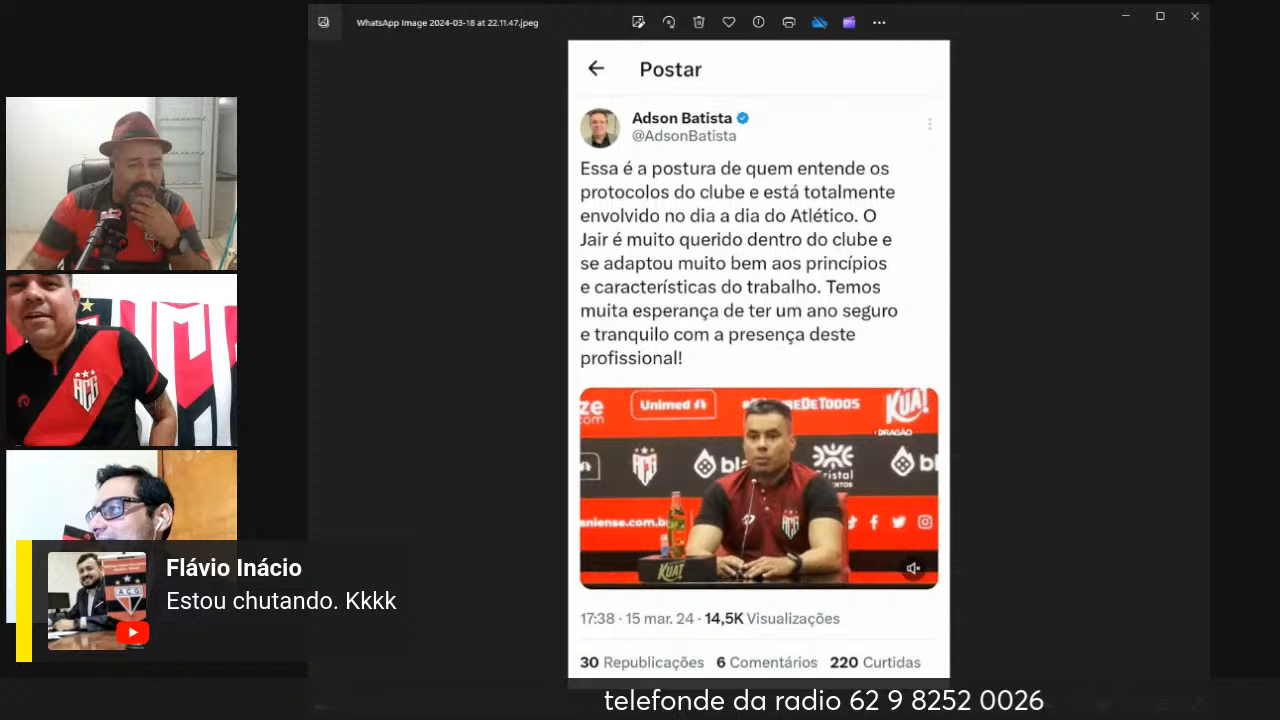 WhatsApp Image 2024-03-18 at 22.11.47.jpeg
Postar
Adson Batista
@AdsonBatista
Essa é a postura de quem entende os
protocolos do clube e está totalmente
envolvido no dia a dia do Atlético. O
Jair é muito querido dentro do clube e
se adaptou muito bem aos princípios
e características do trabalho. Temos
muita esperança de ter um ano seguro
e tranquilo com a presença deste
profissional!
Unimed
KUA!
DRAGÃO
ACG
KUA!
17:38 · 15 mar. 24 · 14,5K Visualizações
30 Republicações 6 Comentários 220 Curtidas
ACG
Flávio Inácio
Estou chutando. Kkkk
telefonde da radio 62 9 8252 0026